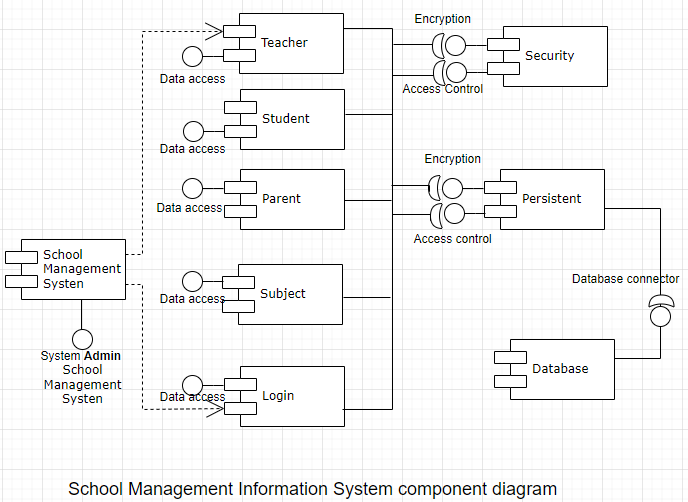 Encryption
Teacher
Security
Data access
Access Control
Student
Data access
Encryption
Parent
Persistent
Data access
Access control
School
Management
Systen
Database connector
Subject
Data access
System Admin
School
Management
Systen
Database
Login
Data access
School Management Information System component diagram